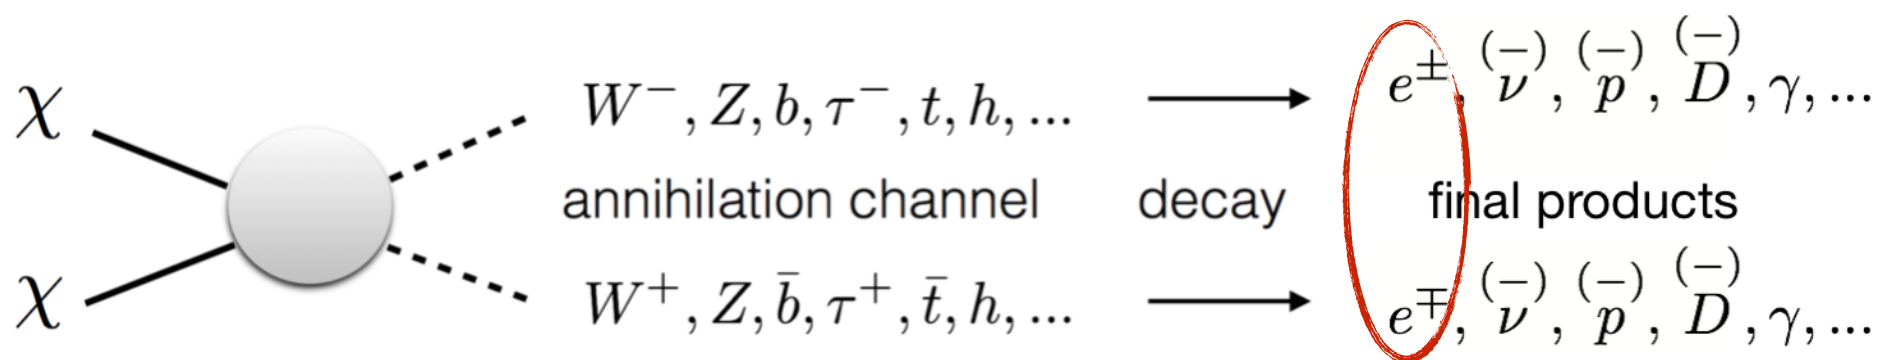 χ W⁻, Z, b, τ⁻, t, h, ... e±, (−)ν, (−)p, (−)D, γ, ...
annihilation channel decay final products
χ W⁺, Z, b̄, τ⁺, t̄, h, ... e∓, (−)ν, (−)p, (−)D, γ, ...